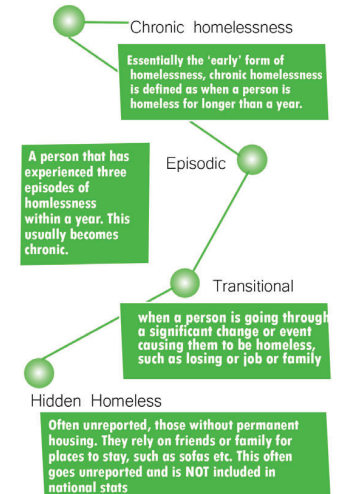 Chronic homelessness
Essentially the ‘early’ form of
homelessness, chronic homelessness
is defined as when a person is
homeless for longer than a year.
Episodic
A person that has
experienced three
episodes of
homlessness
within a year. This
usually becomes
chronic.
Transitional
when a person is going through
a significant change or event
causing them to be homeless,
such as losing or job or family
Hidden Homeless
Often unreported, those without permanent
housing. They rely on friends or family for
places to stay, such as sofas etc. This often
goes unreported and is NOT included in
national stats